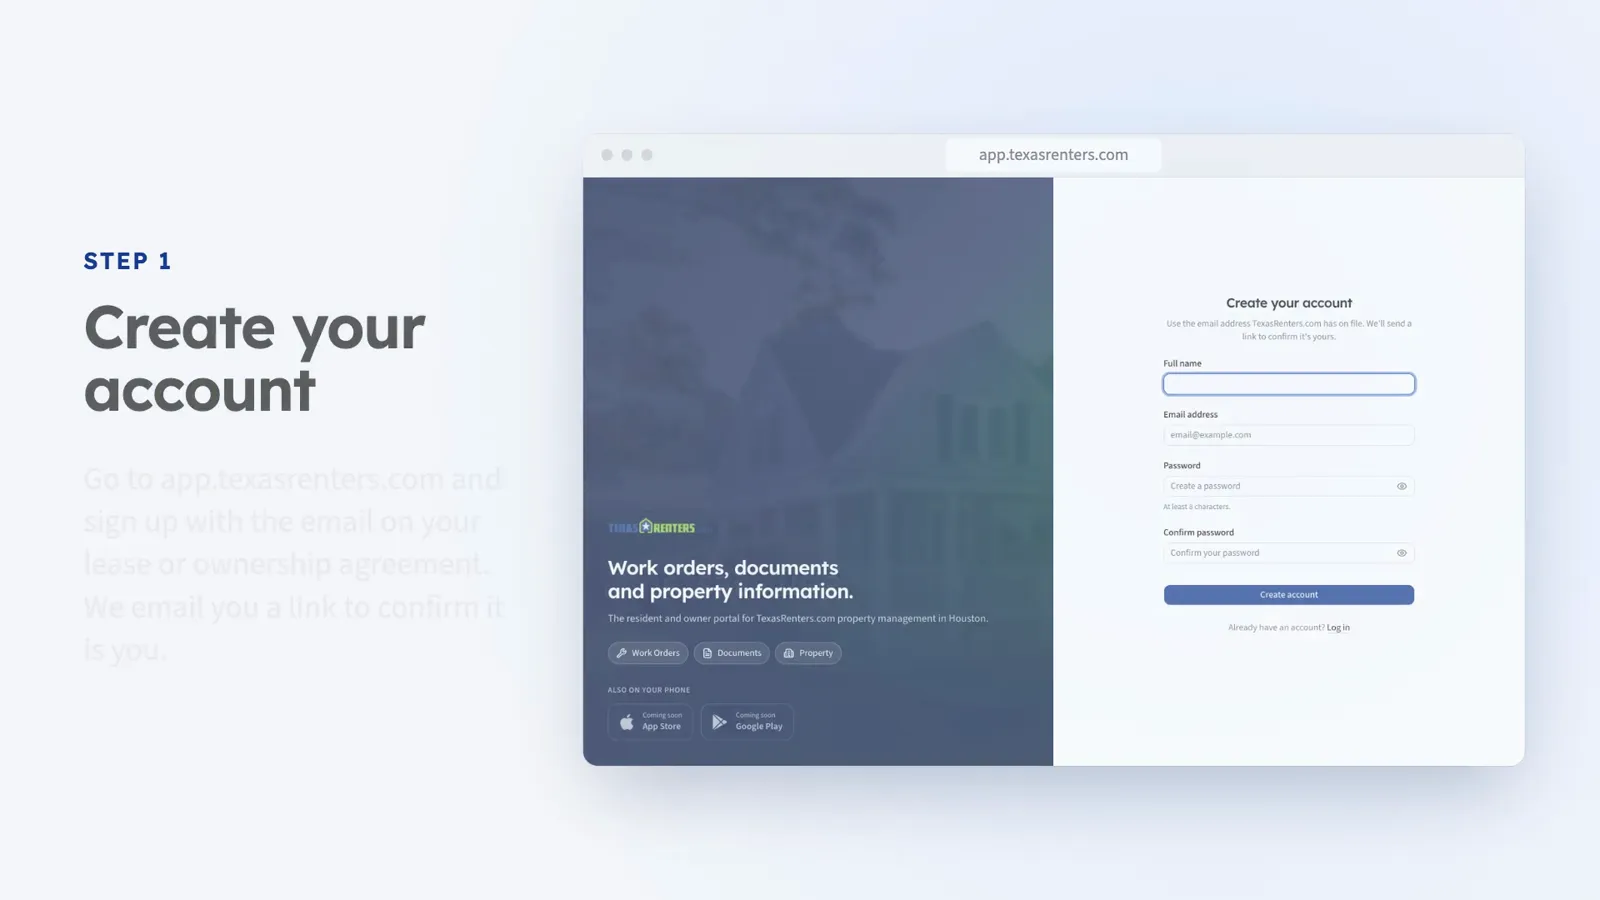 STEP 1
Create your
account
Go to app.texasrenters.com and
sign up with the email on your
lease or ownership agreement.
We email you a link to confirm it
is you.
app.texasrenters.com
TEXAS RENTERS
Work orders, documents
and property information.
The resident and owner portal for TexasRenters.com property management in Houston.
Work Orders
Documents
Property
ALSO ON YOUR PHONE
Coming soon
App Store
Coming soon
Google Play
Create your account
Use the email address TexasRenters.com has on file. We'll send a
link to confirm it's yours.
Full name
Email address
email@example.com
Password
Create a password
At least 8 characters.
Confirm password
Confirm your password
Create account
Already have an account? Log in